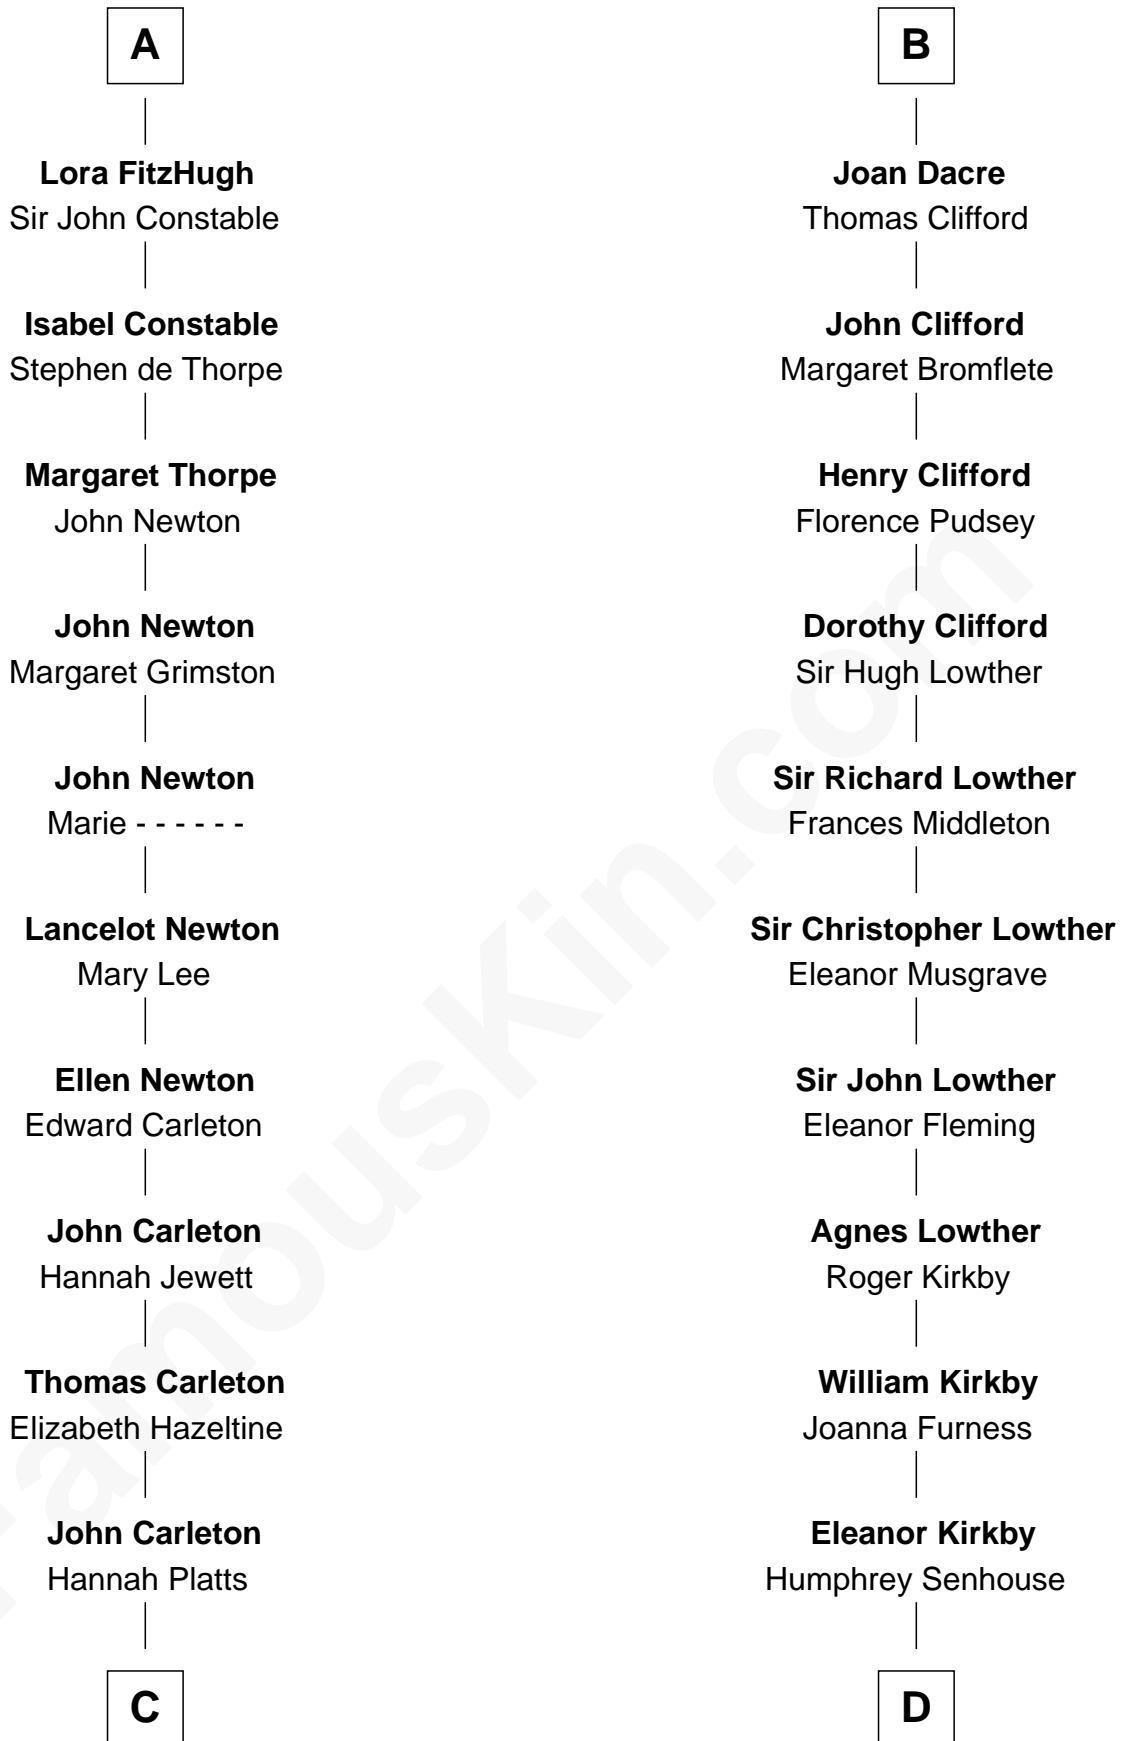 A
Lora FitzHugh
Sir John Constable
Isabel Constable
Stephen de Thorpe
Margaret Thorpe
John Newton
John Newton
Margaret Grimston
John Newton
Marie - - - - - -
Lancelot Newton
Mary Lee
Ellen Newton
Edward Carleton
John Carleton
Hannah Jewett
Thomas Carleton
Elizabeth Hazeltine
John Carleton
Hannah Platts
C
B
Joan Dacre
Thomas Clifford
John Clifford
Margaret Bromflete
Henry Clifford
Florence Pudsey
Dorothy Clifford
Sir Hugh Lowther
Sir Richard Lowther
Frances Middleton
Sir Christopher Lowther
Eleanor Musgrave
Sir John Lowther
Eleanor Fleming
Agnes Lowther
Roger Kirkby
William Kirkby
Joanna Furness
Eleanor Kirkby
Humphrey Senhouse
D
FamousKin.com